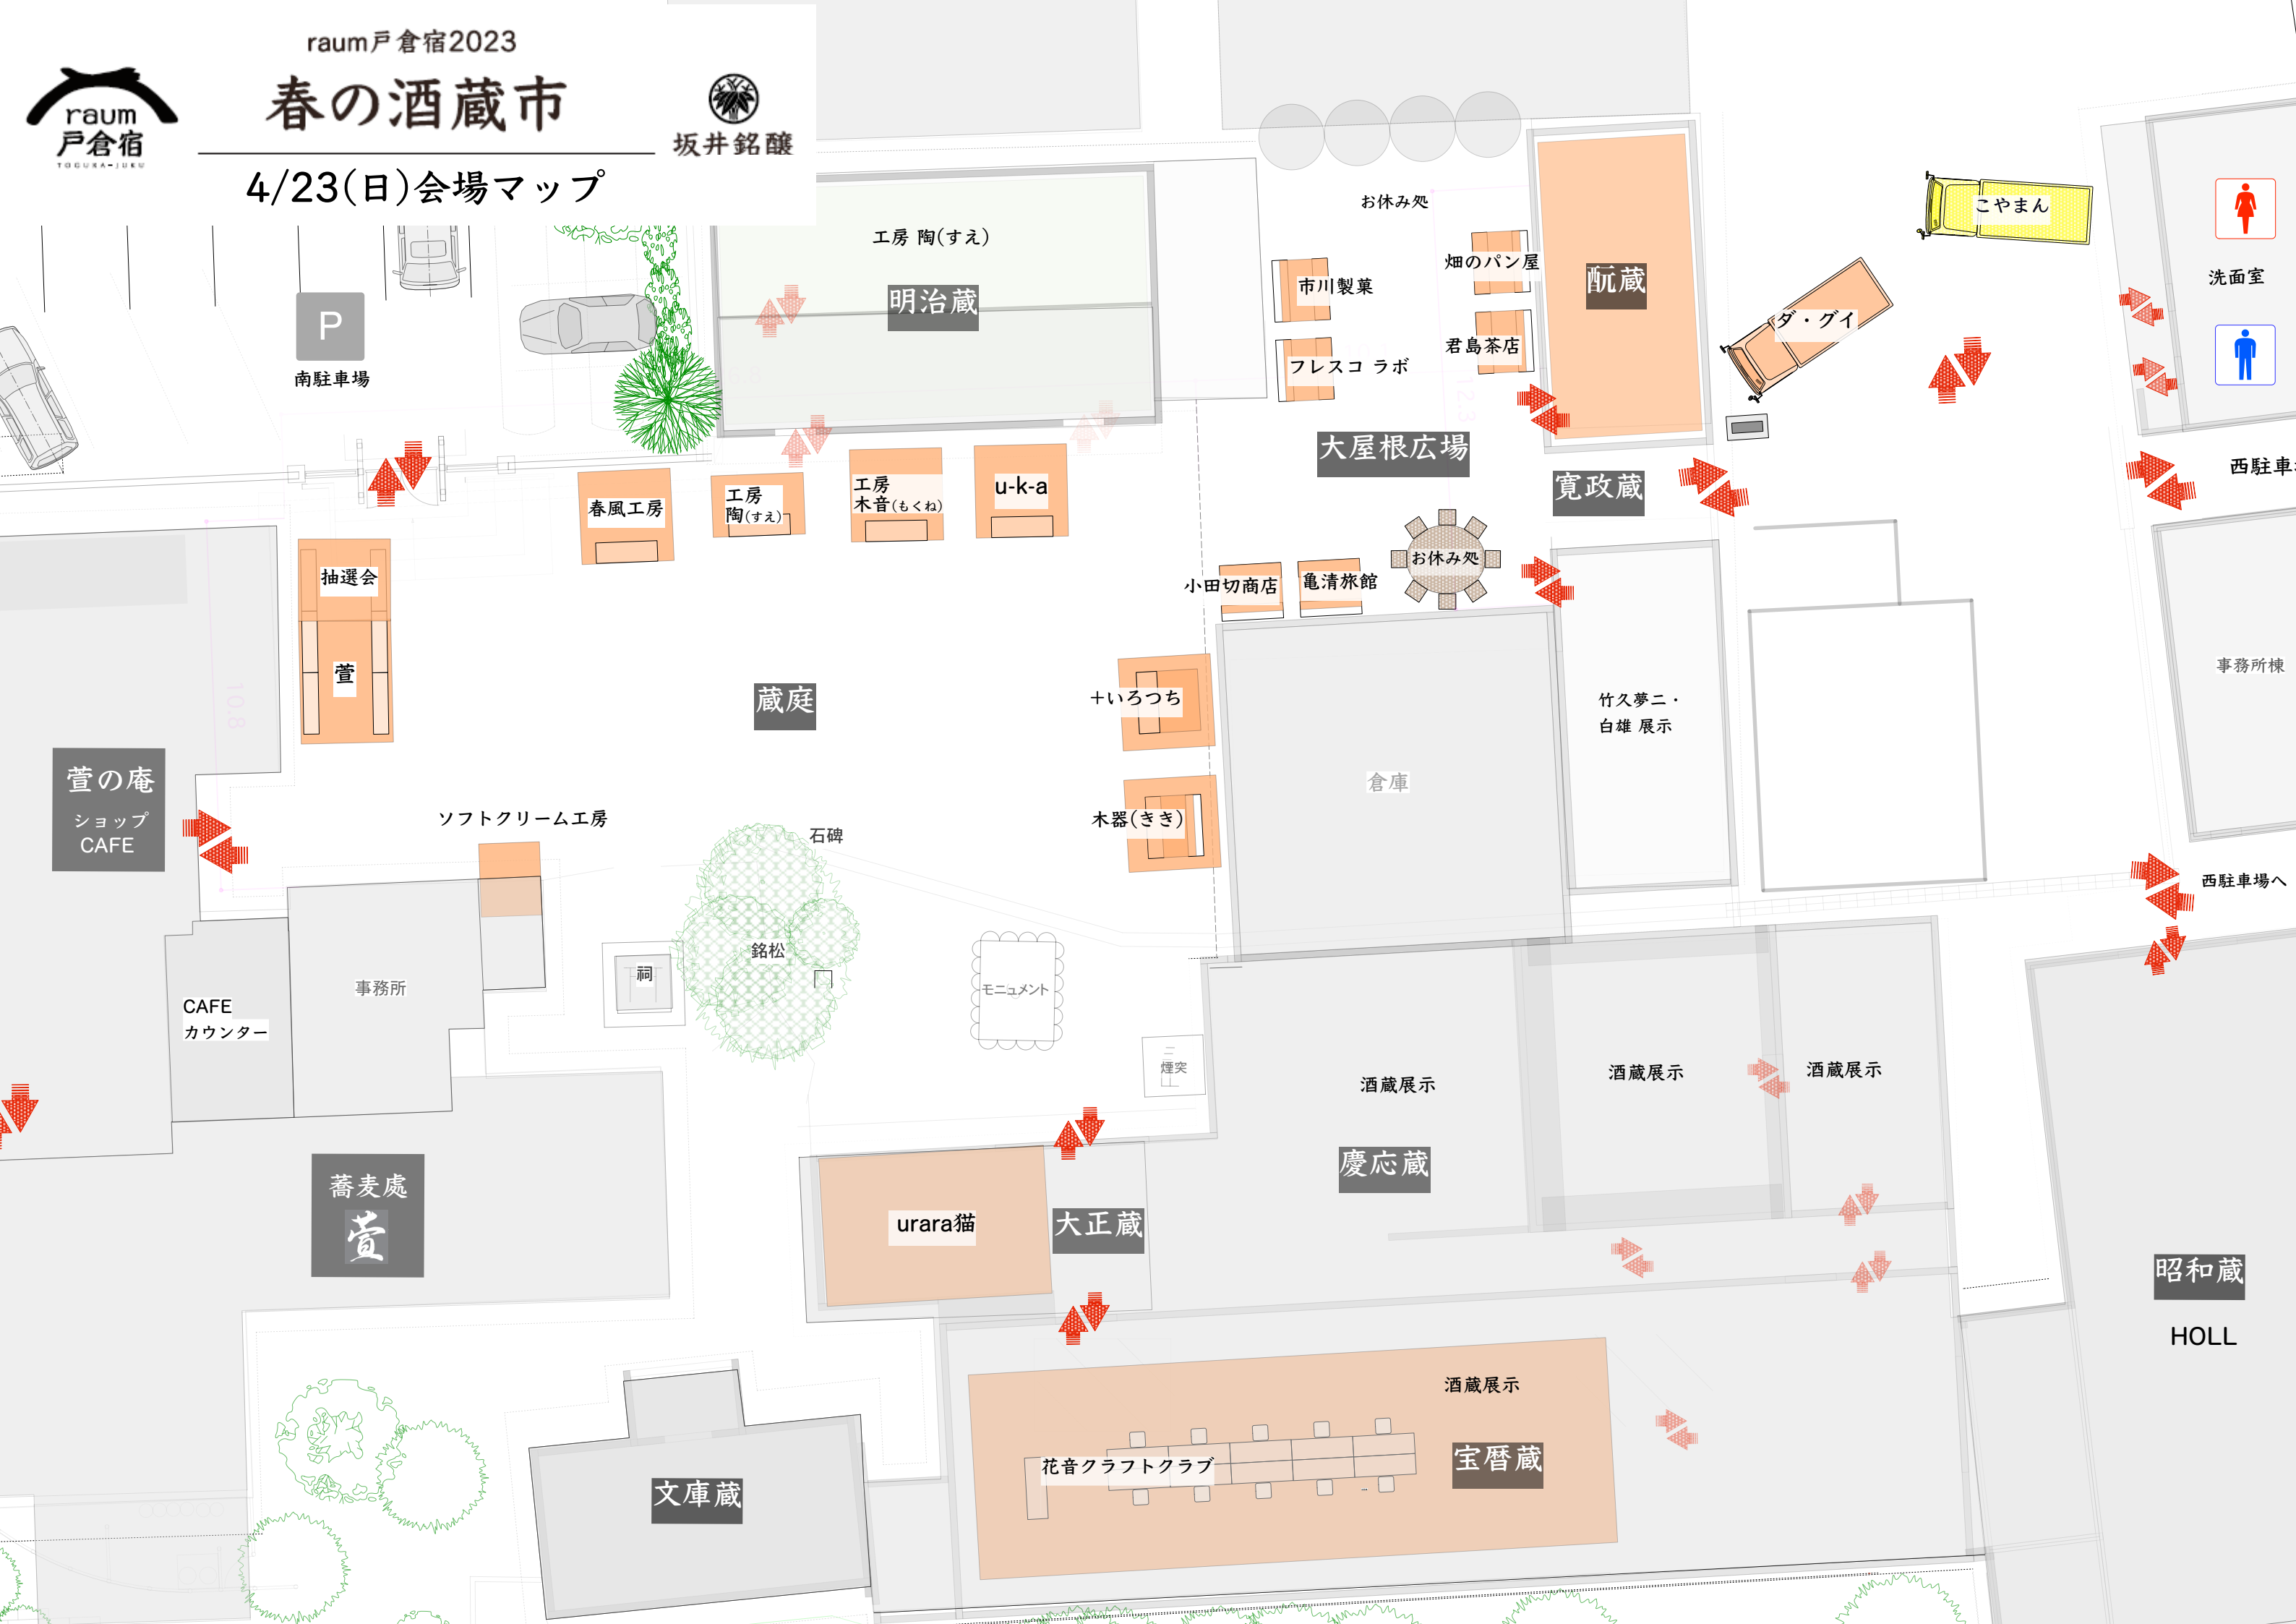 raum戸倉宿2023
春の酒蔵市
4/23(日)会場マップ
raum
戸倉宿
TOGURA-JUKU
坂井銘醸
P
南駐車場
工房 陶(すえ)
明治蔵
お休み処
市川製菓
フレスコ ラボ
畑のパン屋
君島茶店
酛蔵
こやまん
ダ・グイ
洗面室
大屋根広場
寛政蔵
西駐車
春風工房
工房
陶(すえ)
工房
木音(もくね)
u-k-a
抽選会
萱
小田切商店
亀清旅館
お休み処
事務所棟
竹久夢二・
白雄 展示
蔵庭
+いろつち
木器(きき)
倉庫
10.8
12.3
萱の庵
ショップ
CAFE
ソフトクリーム工房
石碑
銘松
祠
モニュメント
煙突
事務所
CAFE
カウンター
西駐車場へ
酒蔵展示
酒蔵展示
酒蔵展示
慶応蔵
蕎麦處
萱
urara猫
大正蔵
昭和蔵
HOLL
酒蔵展示
花音クラフトクラブ
宝暦蔵
文庫蔵